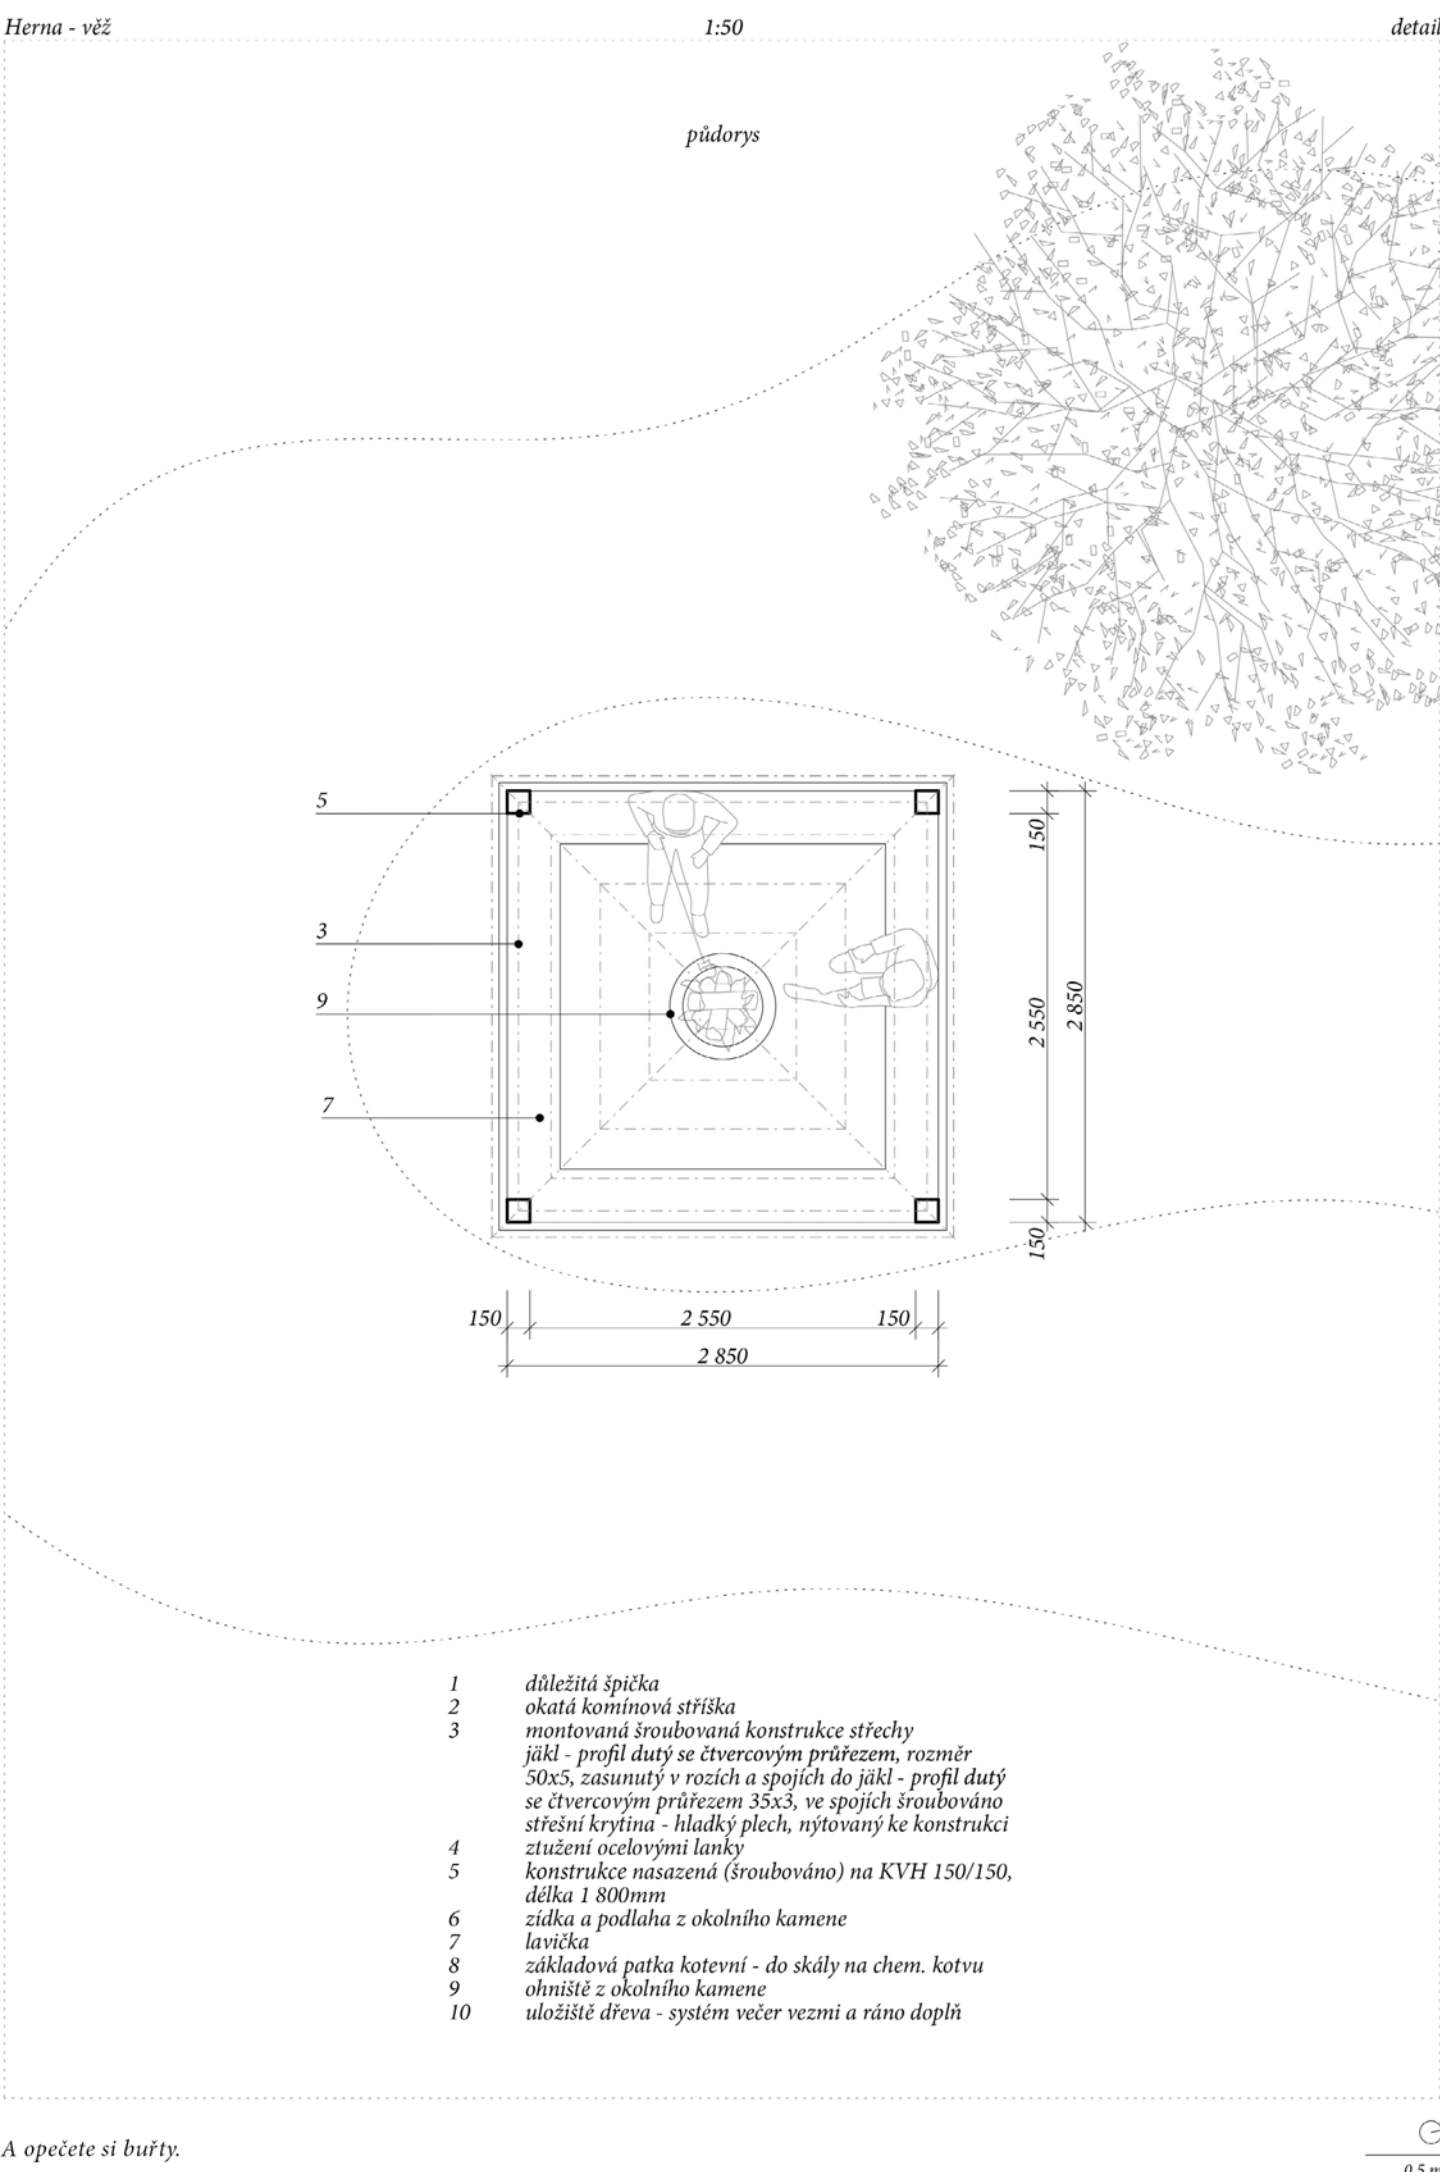 Herna - věž
1:50
detail
půdorys
5
3
9
7
150
2 550
2 850
150
150
2 550
150
2 850
1 důležitá špička
2 okatá komínová stříška
3 montovaná šroubovaná konstrukce střechy
jäkl - profil dutý se čtvercovým průřezem, rozměr
50x5, zasunutý v rozích a spojích do jäkl - profil dutý
se čtvercovým průřezem 35x3, ve spojích šroubováno
střešní krytina - hladký plech, nýtovaný ke konstrukci
4 ztužení ocelovými lanky
5 konstrukce nasazená (šroubováno) na KVH 150/150,
délka 1 800mm
6 zídka a podlaha z okolního kamene
7 lavička
8 základová patka kotevní - do skály na chem. kotvu
9 ohniště z okolního kamene
10 uložiště dřeva - systém večer vezmi a ráno doplň
A opečete si buřty.
0,5 m